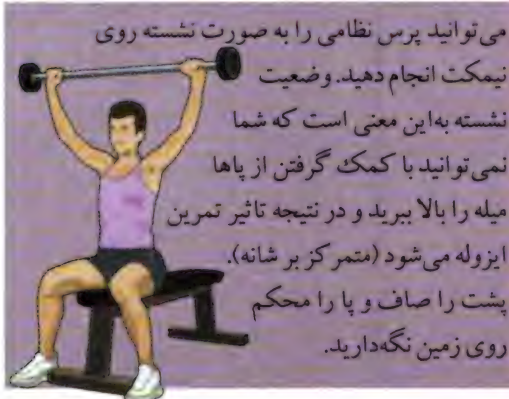 می‌توانید پرس نظامی را به صورت نشسته روی
نیمکت انجام دهید. وضعیت
نشسته به‌این معنی است که شما
نمی‌توانید با کمک گرفتن از پاها
میله را بالا ببرید و در نتیجه تاثیر تمرین
ایزوله می‌شود (متمرکز بر شانه).
پشت را صاف و پا را محکم
روی زمین نگه‌دارید.